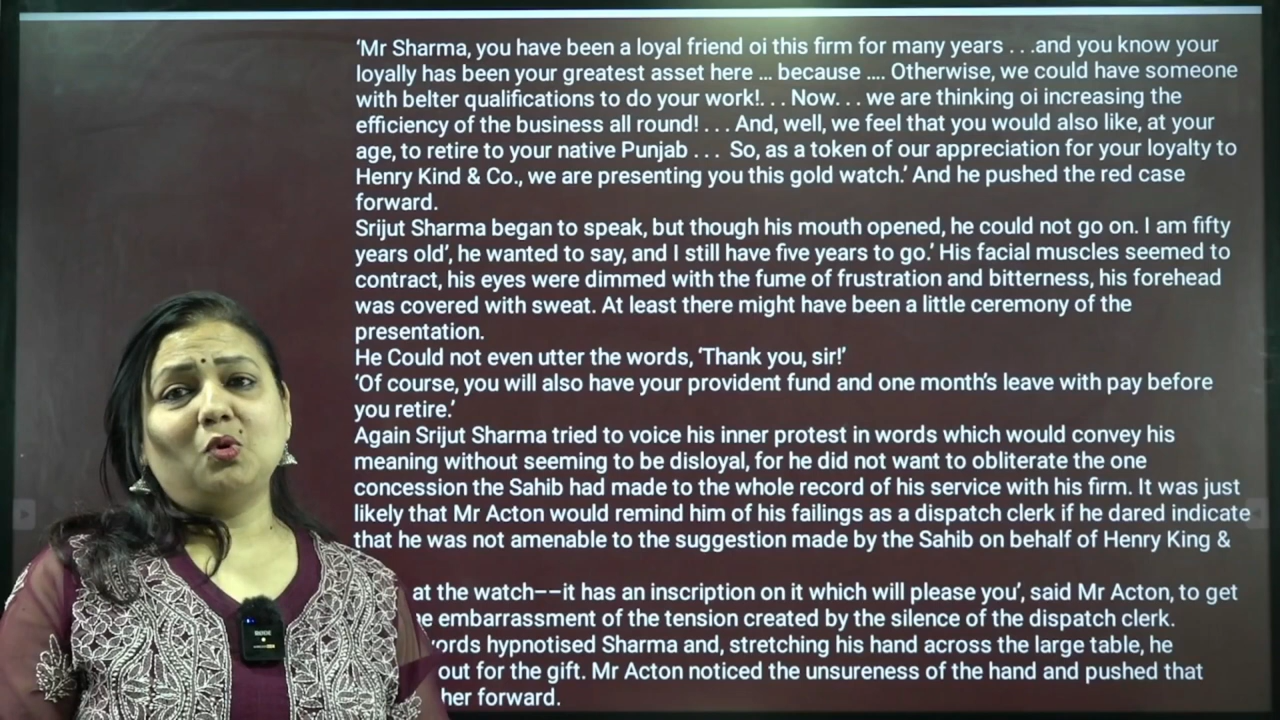 ‘Mr Sharma, you have been a loyal friend oi this firm for many years . . .and you know your
loyally has been your greatest asset here ... because .... Otherwise, we could have someone
with belter qualifications to do your work!. . . Now. . . we are thinking oi increasing the
efficiency of the business all round! . . . And, well, we feel that you would also like, at your
age, to retire to your native Punjab . . . So, as a token of our appreciation for your loyalty to
Henry Kind & Co., we are presenting you this gold watch.’ And he pushed the red case
forward.
Srijut Sharma began to speak, but though his mouth opened, he could not go on. I am fifty
years old’, he wanted to say, and I still have five years to go.’ His facial muscles seemed to
contract, his eyes were dimmed with the fume of frustration and bitterness, his forehead
was covered with sweat. At least there might have been a little ceremony of the
presentation.
He Could not even utter the words, ‘Thank you, sir!’
‘Of course, you will also have your provident fund and one month’s leave with pay before
you retire.’
Again Srijut Sharma tried to voice his inner protest in words which would convey his
meaning without seeming to be disloyal, for he did not want to obliterate the one
concession the Sahib had made to the whole record of his service with his firm. It was just
likely that Mr Acton would remind him of his failings as a dispatch clerk if he dared indicate
that he was not amenable to the suggestion made by the Sahib on behalf of Henry King &
at the watch––it has an inscription on it which will please you’, said Mr Acton, to get
embarrassment of the tension created by the silence of the dispatch clerk.
hypnotised Sharma and, stretching his hand across the large table, he
out for the gift. Mr Acton noticed the unsureness of the hand and pushed that
forward.